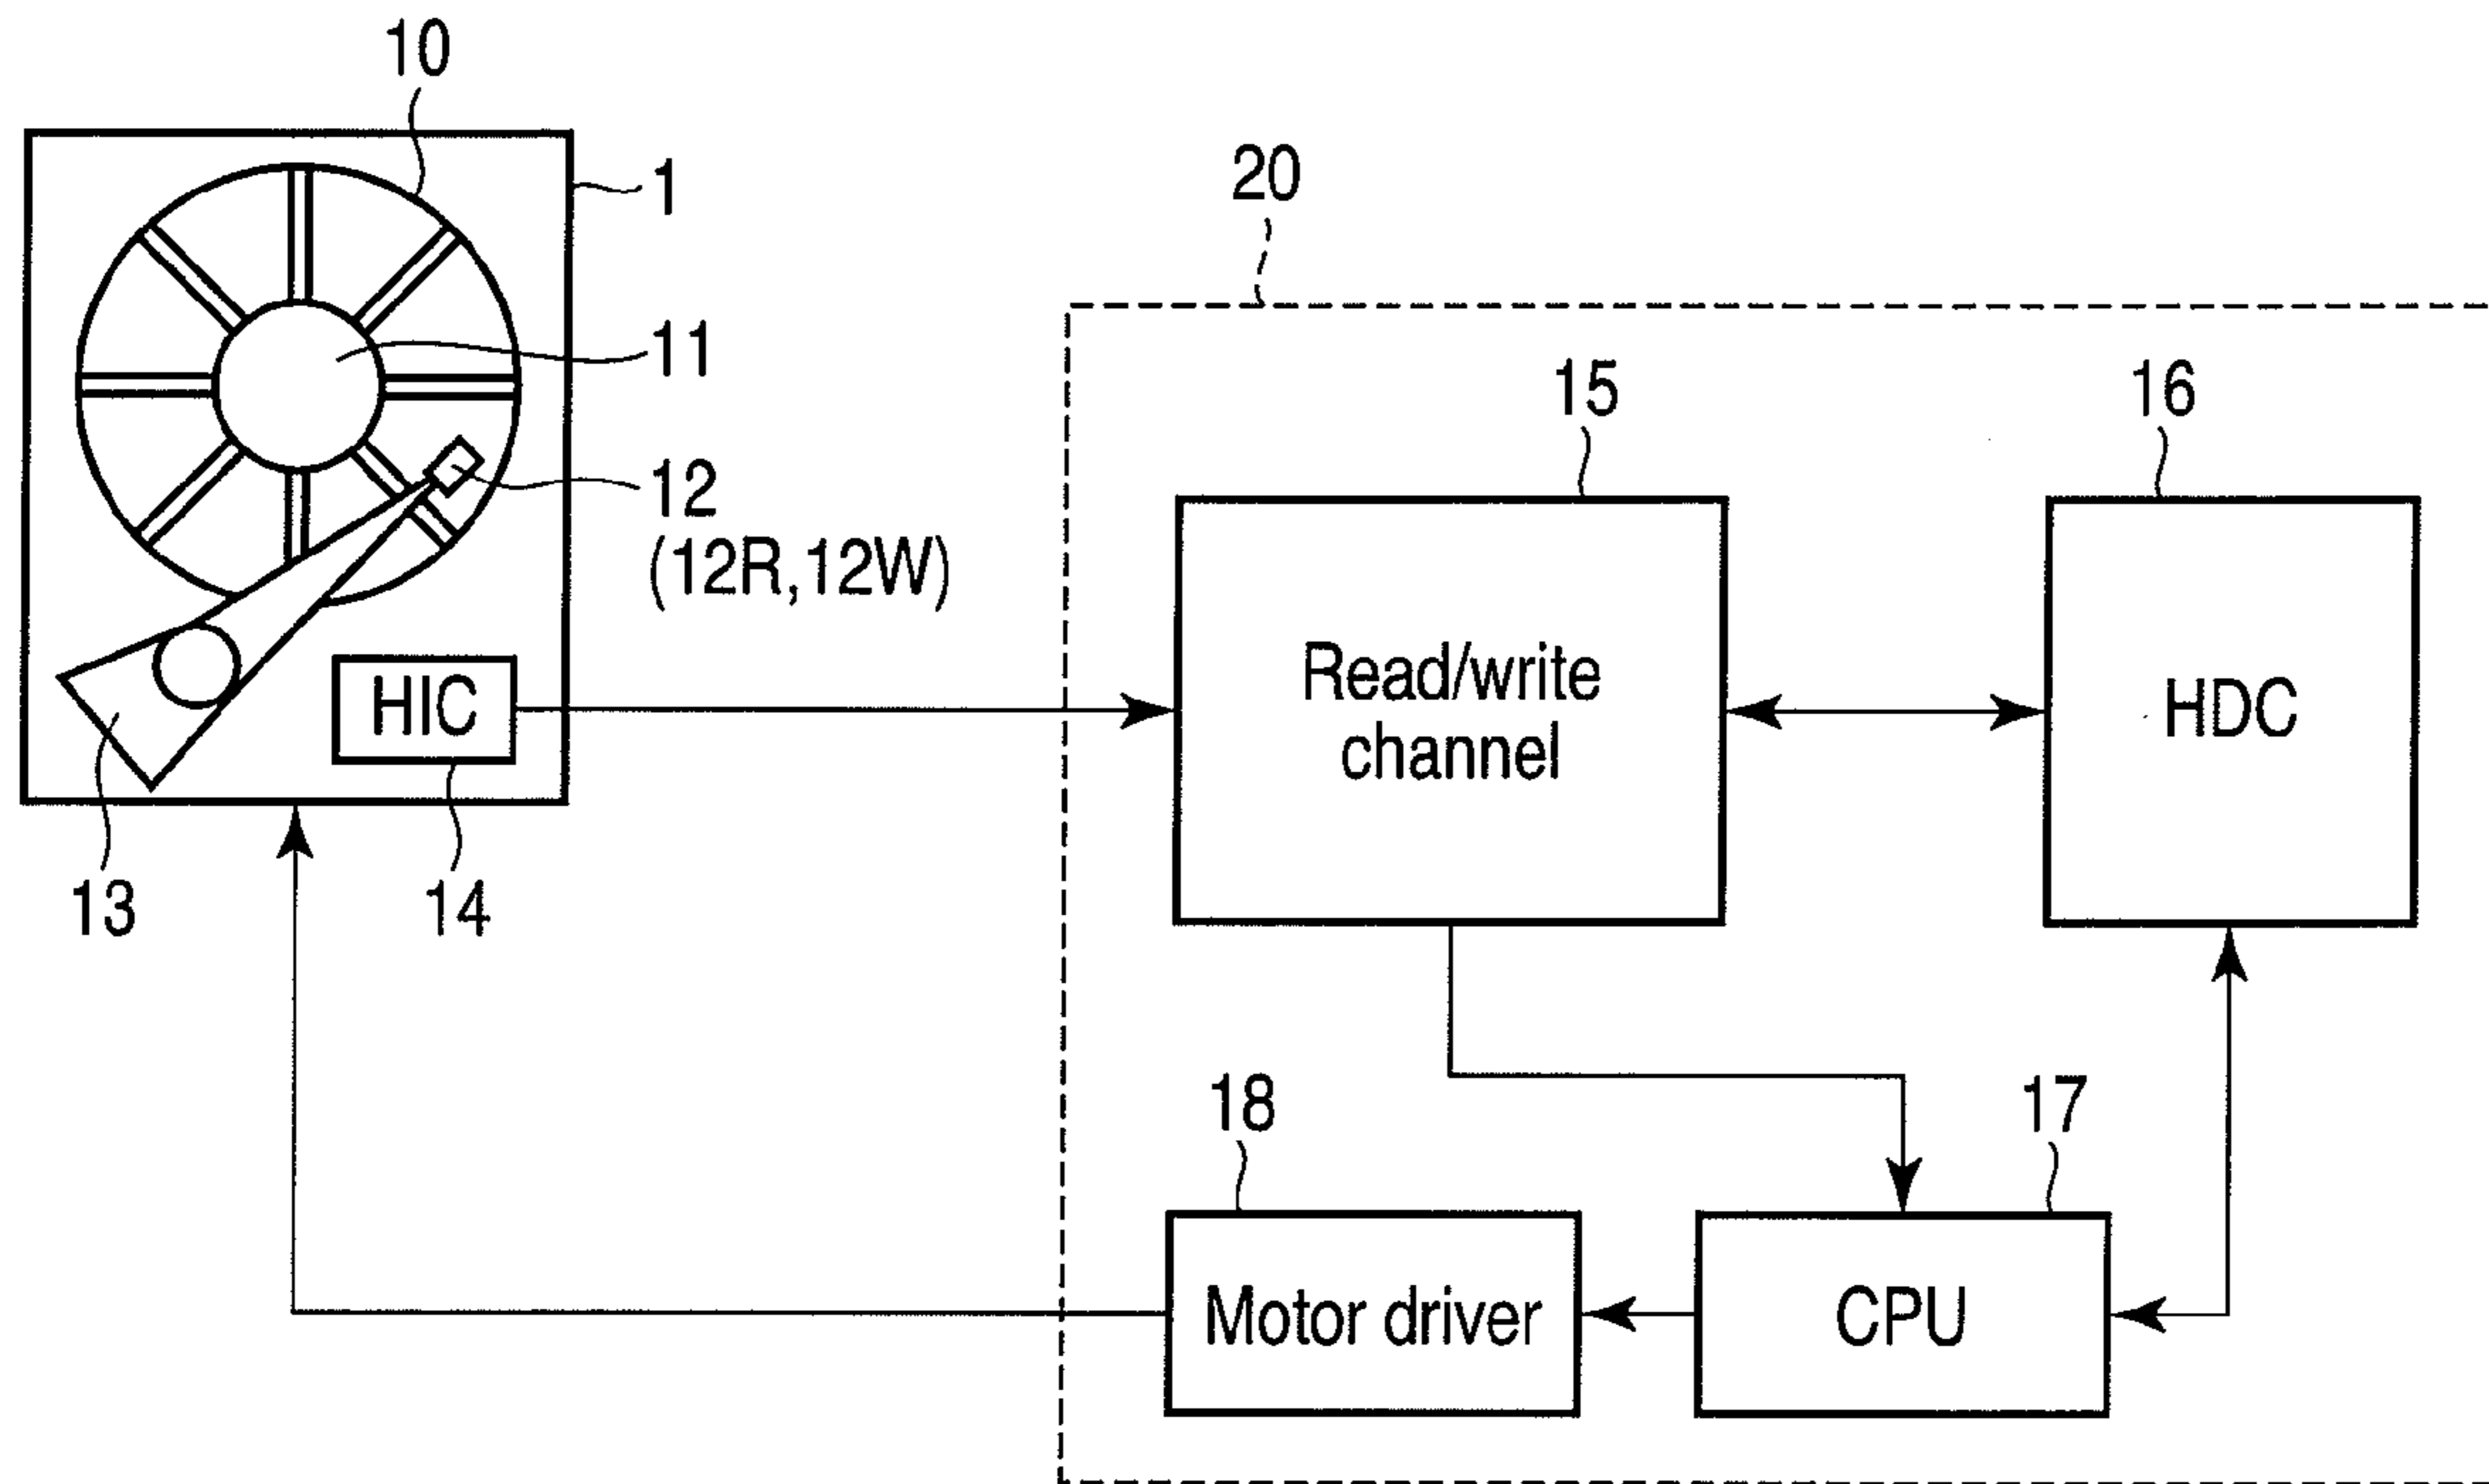 10
1
20
11
15
16
12
(12R,12W)
Read/write
channel
HDC
HIC
13
14
18
17
Motor driver
CPU